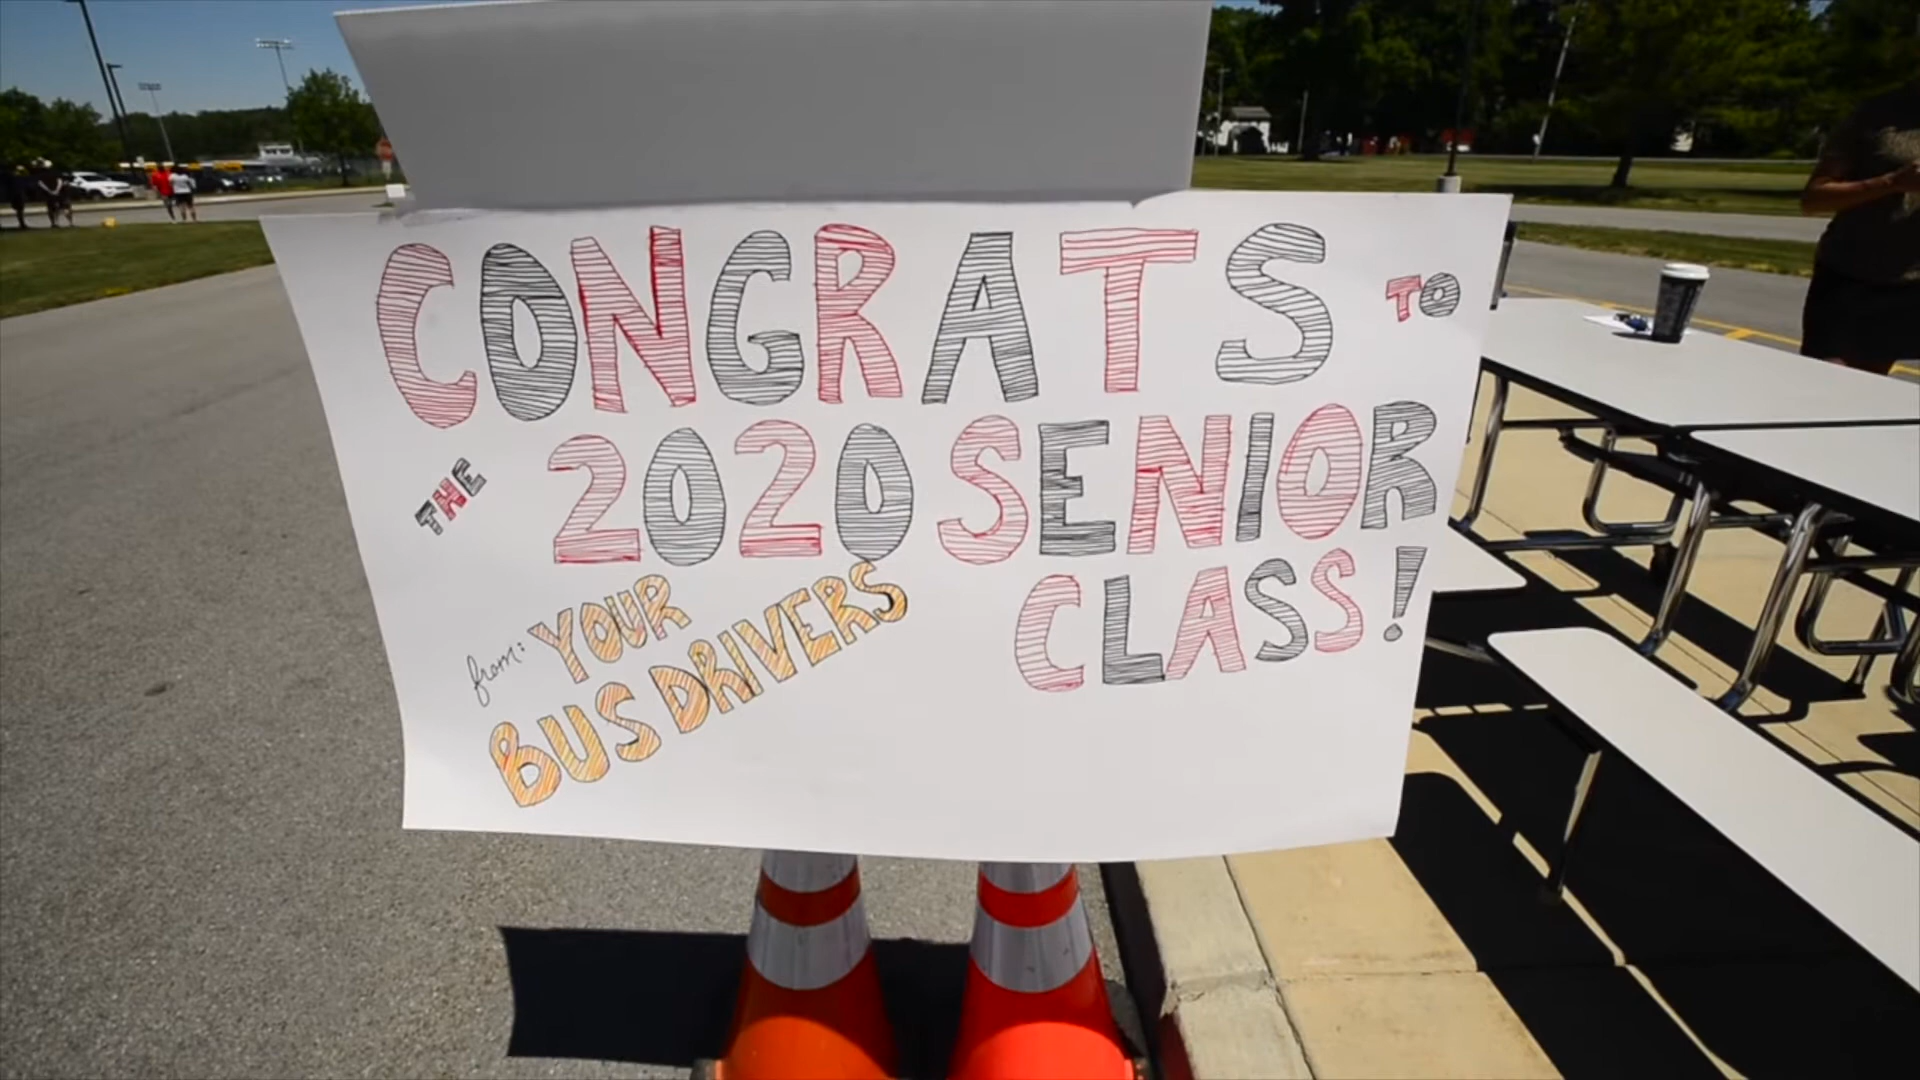 CONGRATS TO
THE 2020 SENIOR
CLASS!
from: YOUR
BUS DRIVERS